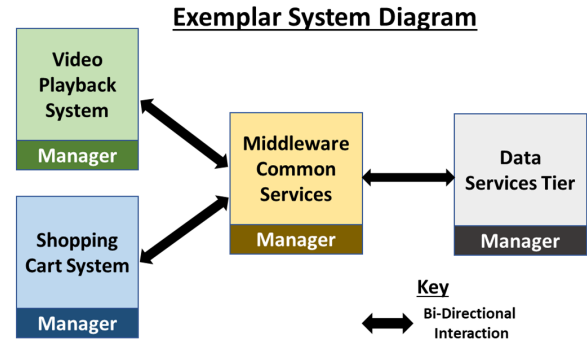 Exemplar System Diagram
Video
Playback
System
Manager
Shopping
Cart System
Manager
Middleware
Common
Services
Manager
Data
Services Tier
Manager
Key
Bi-Directional
Interaction